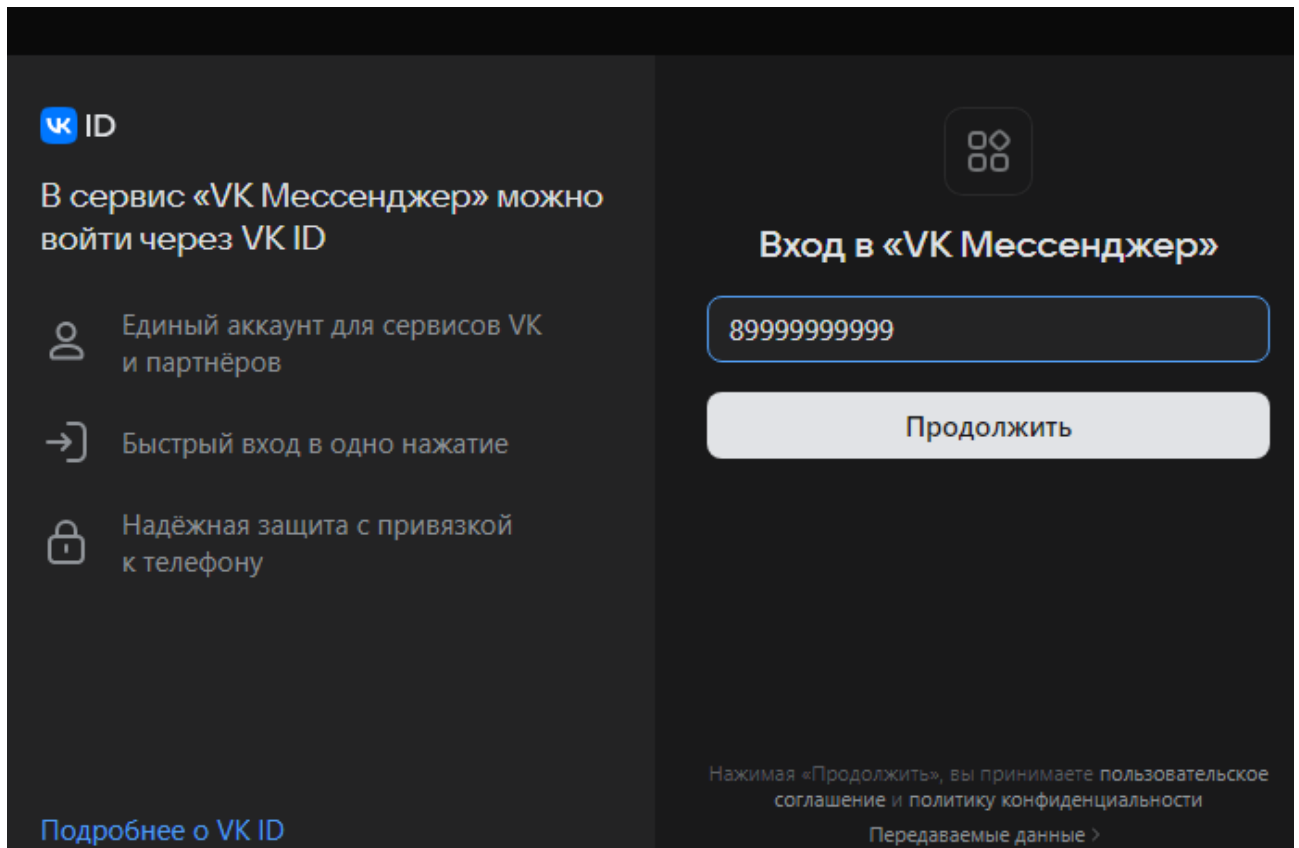 VK ID
В сервис «VK Мессенджер» можно
войти через VK ID
Единый аккаунт для сервисов VK
и партнёров
Быстрый вход в одно нажатие
Надёжная защита с привязкой
к телефону
Подробнее о VK ID
Вход в «VK Мессенджер»
89999999999
Продолжить
Нажимая «Продолжить», вы принимаете пользовательское
соглашение и политику конфиденциальности
Передаваемые данные